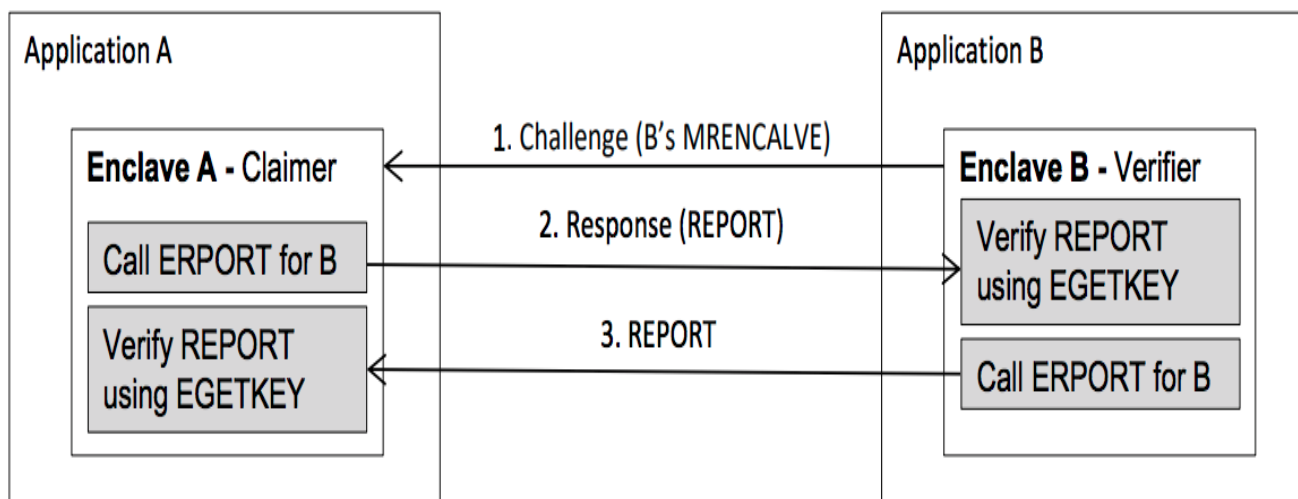 Application A
Application B
1. Challenge (B's MRENCALVE)
Enclave A - Claimer
Enclave B - Verifier
2. Response (REPORT)
Call ERPORT for B
Verify REPORT
using EGETKEY
3. REPORT
Verify REPORT
using EGETKEY
Call ERPORT for B